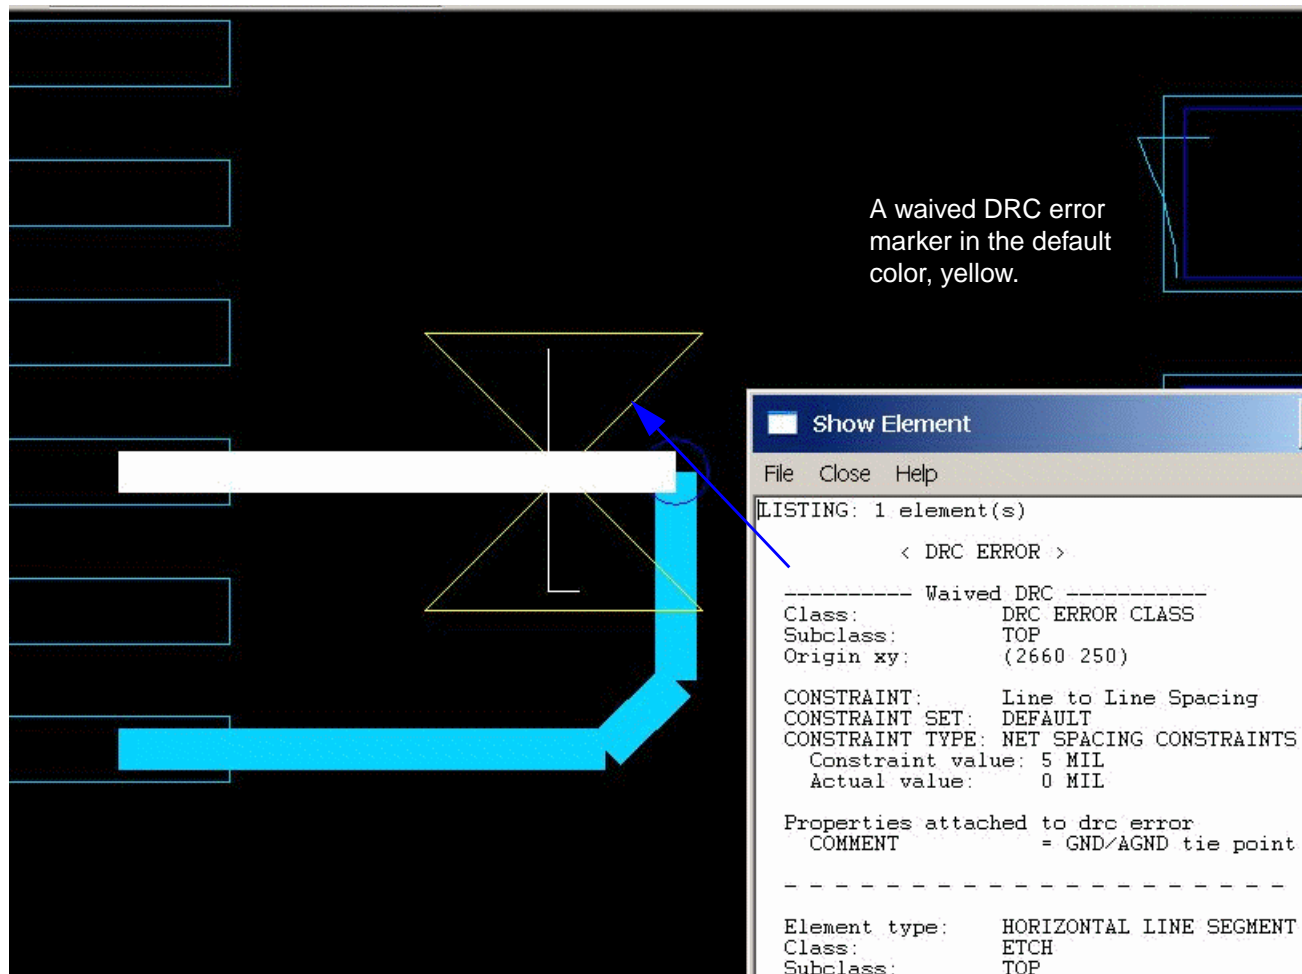 A waived DRC error
marker in the default
color, yellow.
L
L
Show Element
File Close Help
LISTING: 1 element(s)
< DRC ERROR >
---------- Waived DRC -----------
Class: DRC ERROR CLASS
Subclass: TOP
Origin xy: (2660 250)
CONSTRAINT: Line to Line Spacing
CONSTRAINT SET: DEFAULT
CONSTRAINT TYPE: NET SPACING CONSTRAINTS
Constraint value: 5 MIL
Actual value: 0 MIL
Properties attached to drc error
COMMENT = GND/AGND tie point
- - - - - - - - - - - - - - - - - - - -
Element type: HORIZONTAL LINE SEGMENT
Class: ETCH
Subclass: TOP